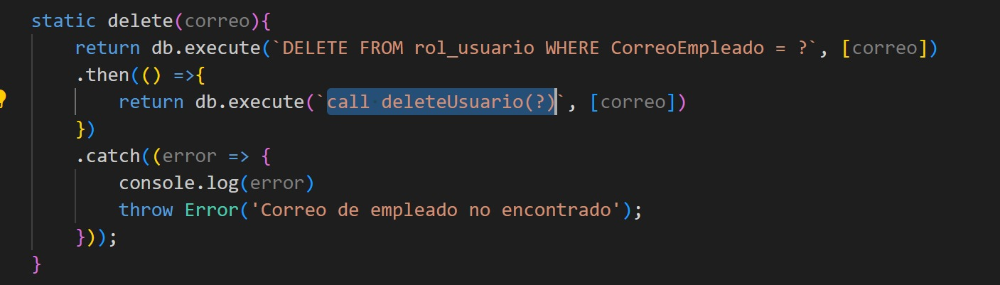 static delete(correo){
return db.execute(`DELETE FROM rol_usuario WHERE CorreoEmpleado = ?`, [correo])
.then(() =>{
return db.execute(`call deleteUsuario(?)`, [correo])
})
.catch((error => {
console.log(error)
throw Error('Correo de empleado no encontrado');
}));
}